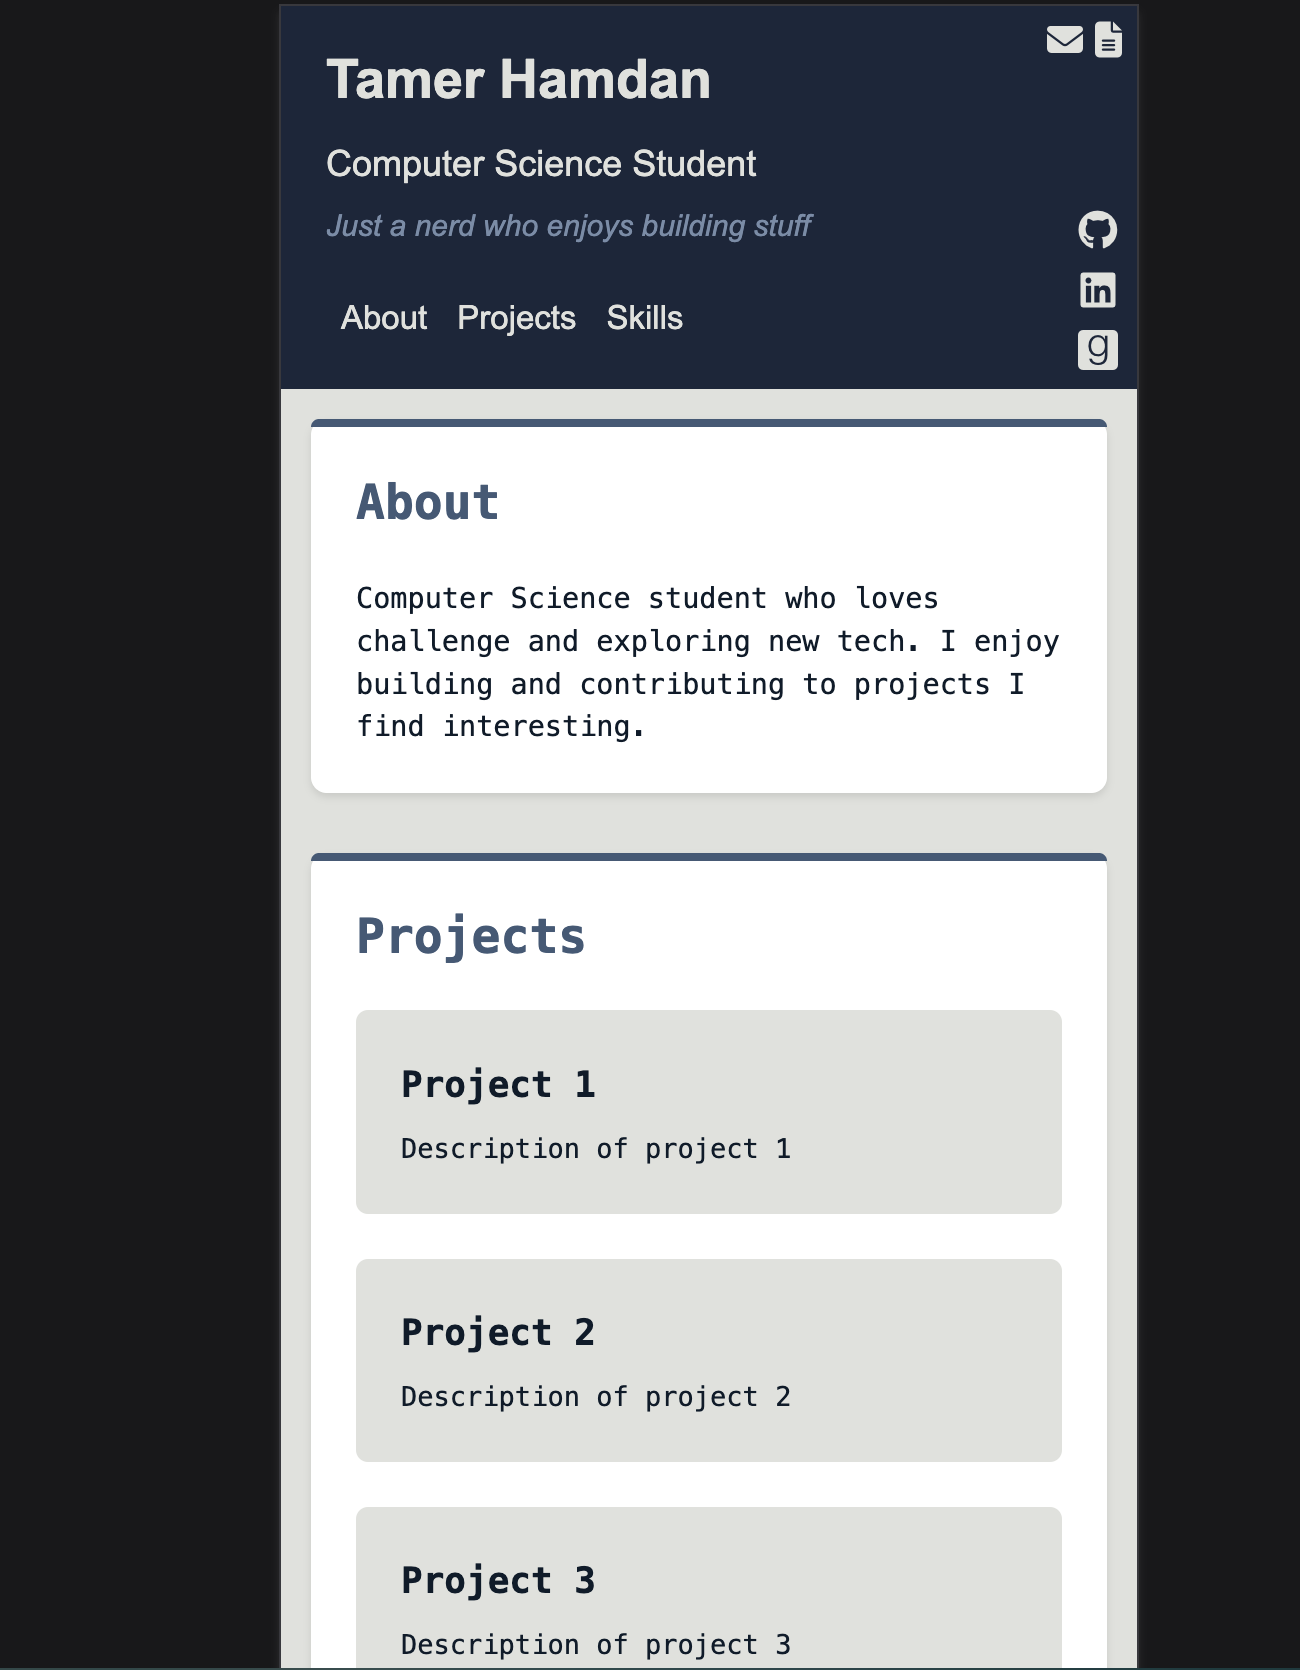 Tamer Hamdan
Computer Science Student
Just a nerd who enjoys building stuff
About Projects Skills
in
g
About
Computer Science student who loves
challenge and exploring new tech. I enjoy
building and contributing to projects I
find interesting.
Projects
Project 1
Description of project 1
Project 2
Description of project 2
Project 3
Description of project 3